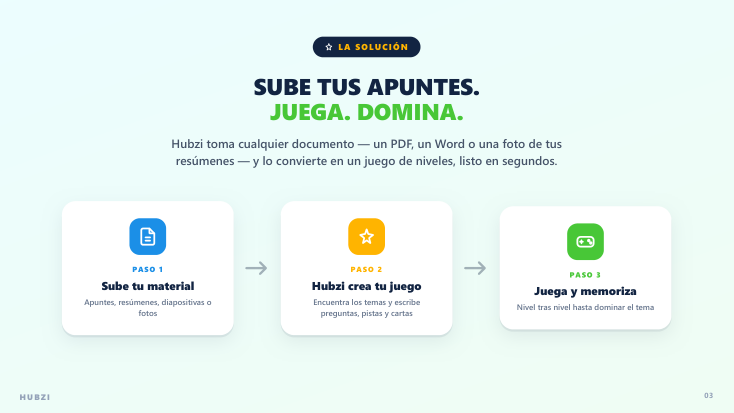 LA SOLUCIÓN
SUBE TUS APUNTES.
JUEGA. DOMINA.
Hubzi toma cualquier documento — un PDF, un Word o una foto de tus
resúmenes — y lo convierte en un juego de niveles, listo en segundos.
PASO 1
Sube tu material
Apuntes, resúmenes, diapositivas o
fotos
PASO 2
Hubzi crea tu juego
Encuentra los temas y escribe
preguntas, pistas y cartas
PASO 3
Juega y memoriza
Nivel tras nivel hasta dominar el tema
HUBZI
03